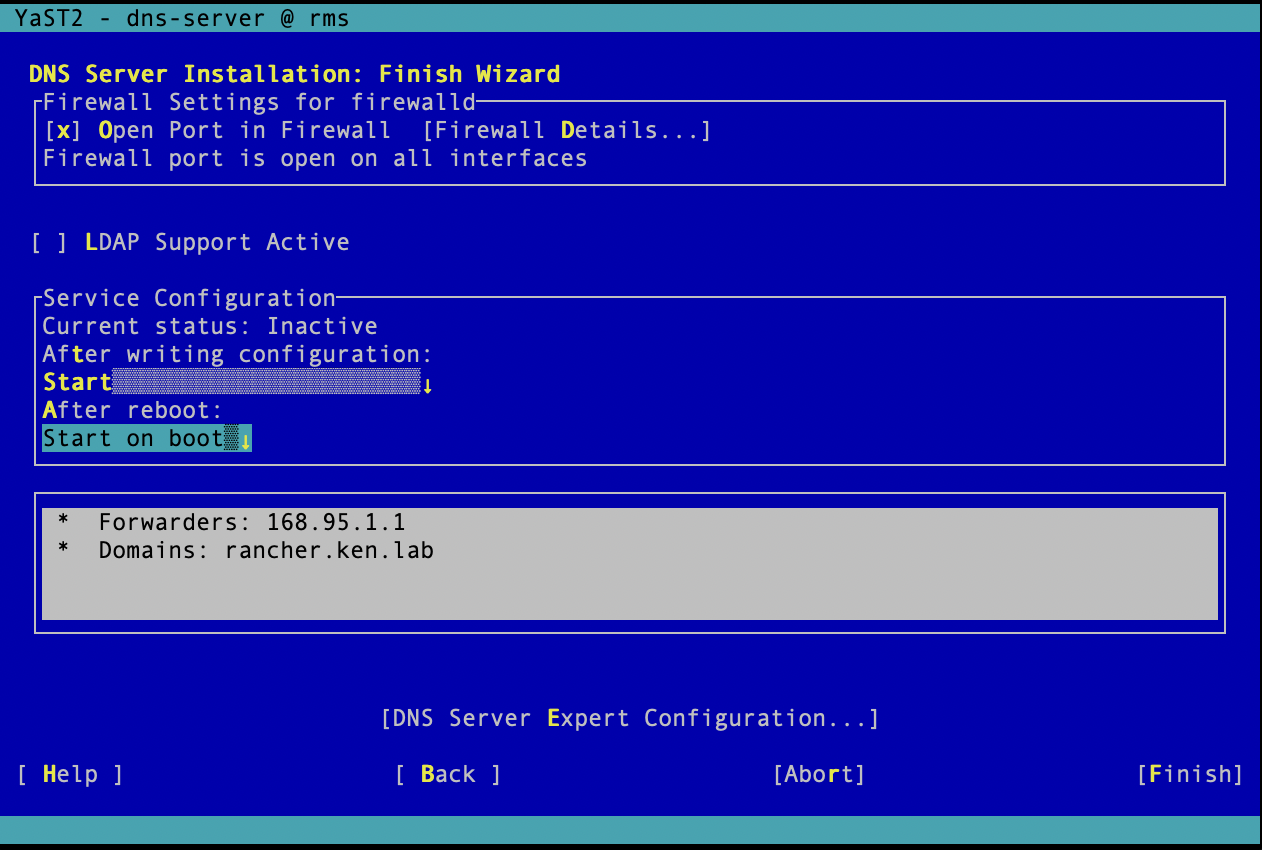 YaST2 - dns-server @ rms
DNS Server Installation: Finish Wizard
Firewall Settings for firewalld
[x] Open Port in Firewall  [Firewall Details...]
Firewall port is open on all interfaces
[ ] LDAP Support Active
Service Configuration
Current status: Inactive
After writing configuration:
Start↓
After reboot:
Start on boot↓
*  Forwarders: 168.95.1.1
*  Domains: rancher.ken.lab
[DNS Server Expert Configuration...]
[ Help ]  [ Back ]  [Abort]  [Finish]